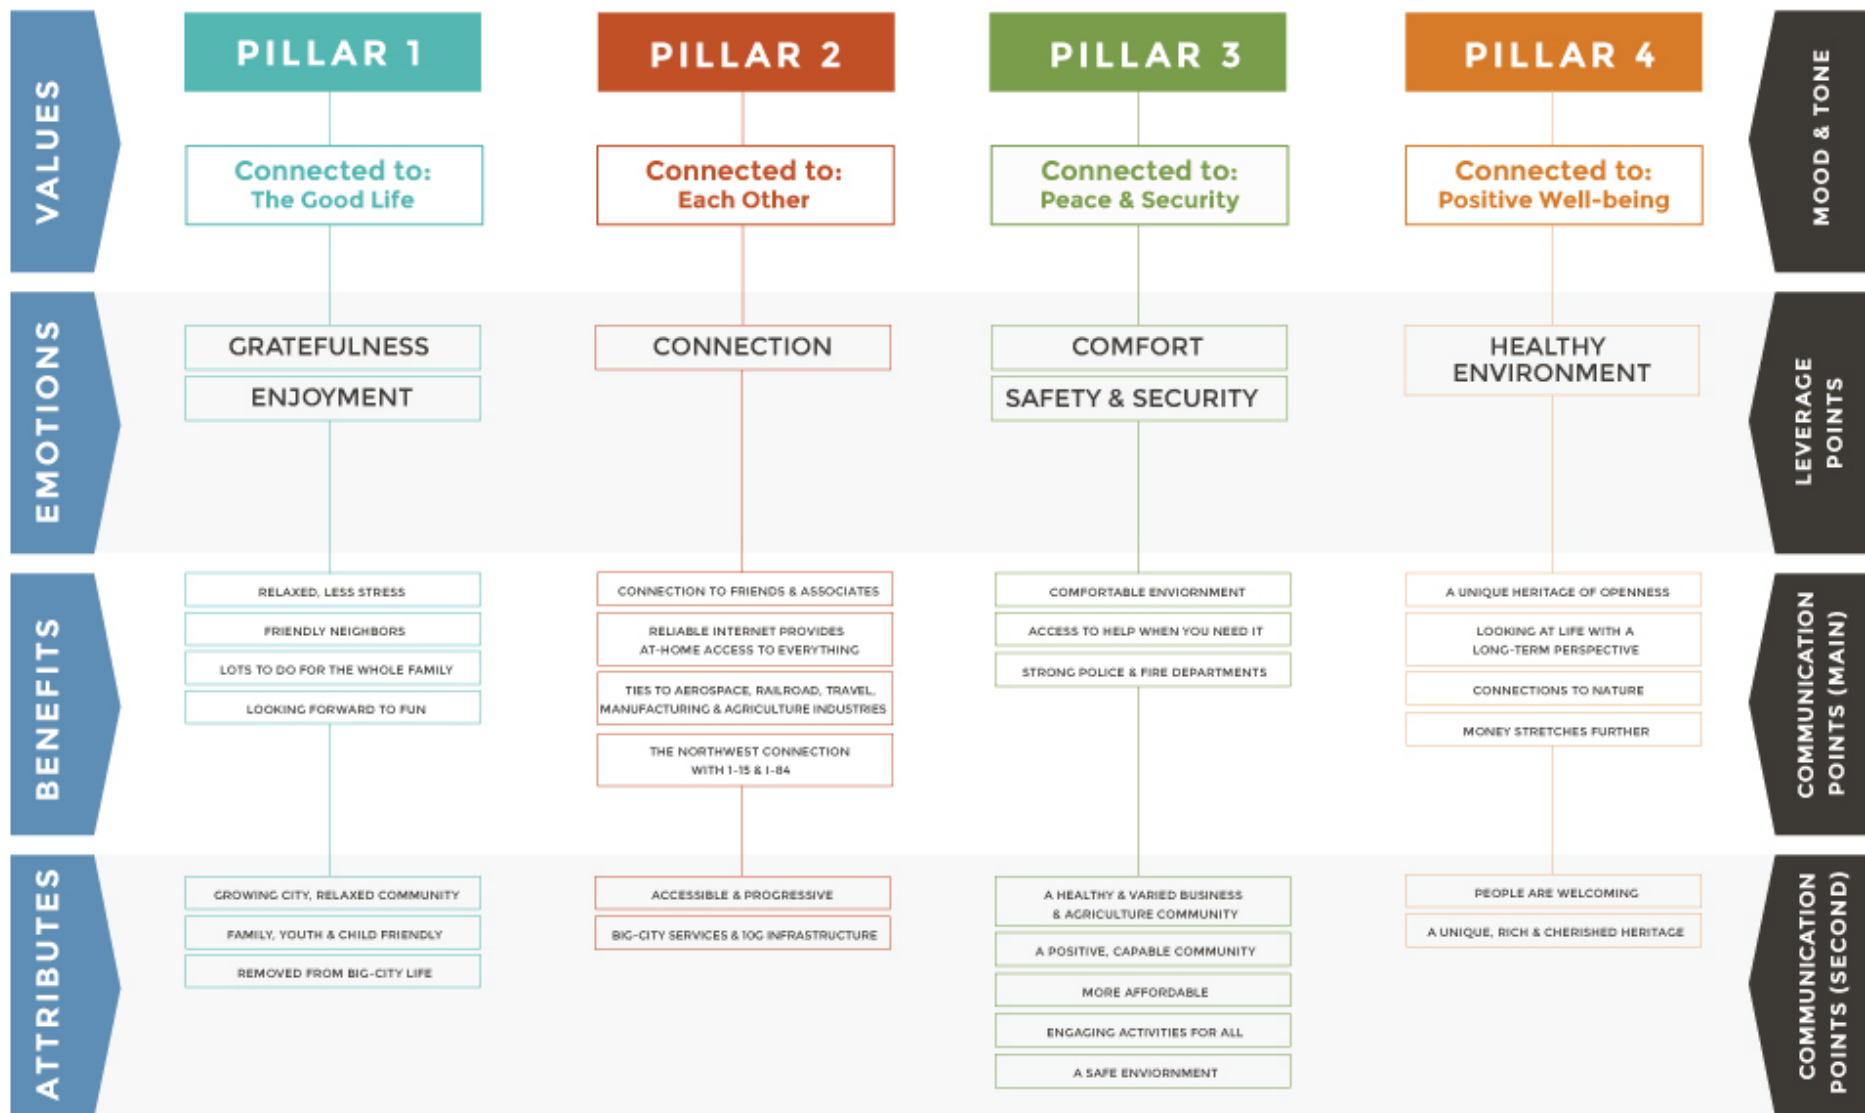 VALUES
PILLAR 1
PILLAR 2
PILLAR 3
PILLAR 4
MOOD & TONE
Connected to:
The Good Life
Connected to:
Each Other
Connected to:
Peace & Security
Connected to:
Positive Well-being
EMOTIONS
GRATEFULNESS
ENJOYMENT
CONNECTION
COMFORT
SAFETY & SECURITY
HEALTHY
ENVIRONMENT
LEVERAGE
POINTS
BENEFITS
RELAXED, LESS STRESS
FRIENDLY NEIGHBORS
LOTS TO DO FOR THE WHOLE FAMILY
LOOKING FORWARD TO FUN
CONNECTION TO FRIENDS & ASSOCIATES
RELIABLE INTERNET PROVIDES
AT-HOME ACCESS TO EVERYTHING
TIES TO AEROSPACE, RAILROAD, TRAVEL,
MANUFACTURING & AGRICULTURE INDUSTRIES
THE NORTHWEST CONNECTION
WITH 1-15 & I-84
COMFORTABLE ENVIORNMENT
ACCESS TO HELP WHEN YOU NEED IT
STRONG POLICE & FIRE DEPARTMENTS
A UNIQUE HERITAGE OF OPENNESS
LOOKING AT LIFE WITH A
LONG-TERM PERSPECTIVE
CONNECTIONS TO NATURE
MONEY STRETCHES FURTHER
COMMUNICATION
POINTS (MAIN)
ATTRIBUTES
GROWING CITY, RELAXED COMMUNITY
FAMILY, YOUTH & CHILD FRIENDLY
REMOVED FROM BIG-CITY LIFE
ACCESSIBLE & PROGRESSIVE
BIG-CITY SERVICES & 10G INFRASTRUCTURE
A HEALTHY & VARIED BUSINESS
& AGRICULTURE COMMUNITY
A POSITIVE, CAPABLE COMMUNITY
MORE AFFORDABLE
ENGAGING ACTIVITIES FOR ALL
A SAFE ENVIORNMENT
PEOPLE ARE WELCOMING
A UNIQUE, RICH & CHERISHED HERITAGE
COMMUNICATION
POINTS (SECOND)